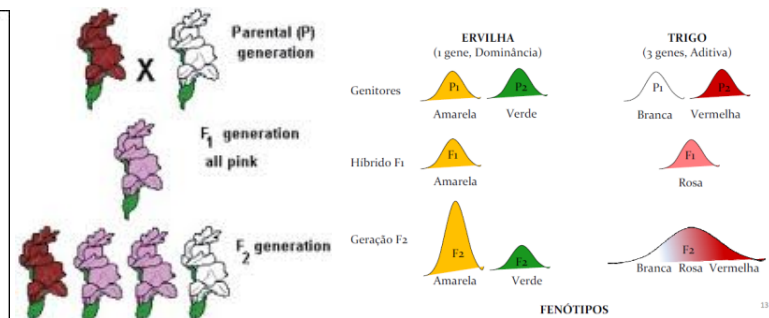 Parental (P)
generation
X
F1 generation
all pink
F2 generation
ERVILHA
(1 gene, Dominância)
TRIGO
(3 genes, Aditiva)
Genitores
P1
P2
P1
P2
Amarela
Verde
Branca
Vermelha
Híbrido F1
F1
F1
Amarela
Rosa
Geração F2
F2
F2
F2
Amarela
Verde
Branca Rosa Vermelha
FENÓTIPOS
13